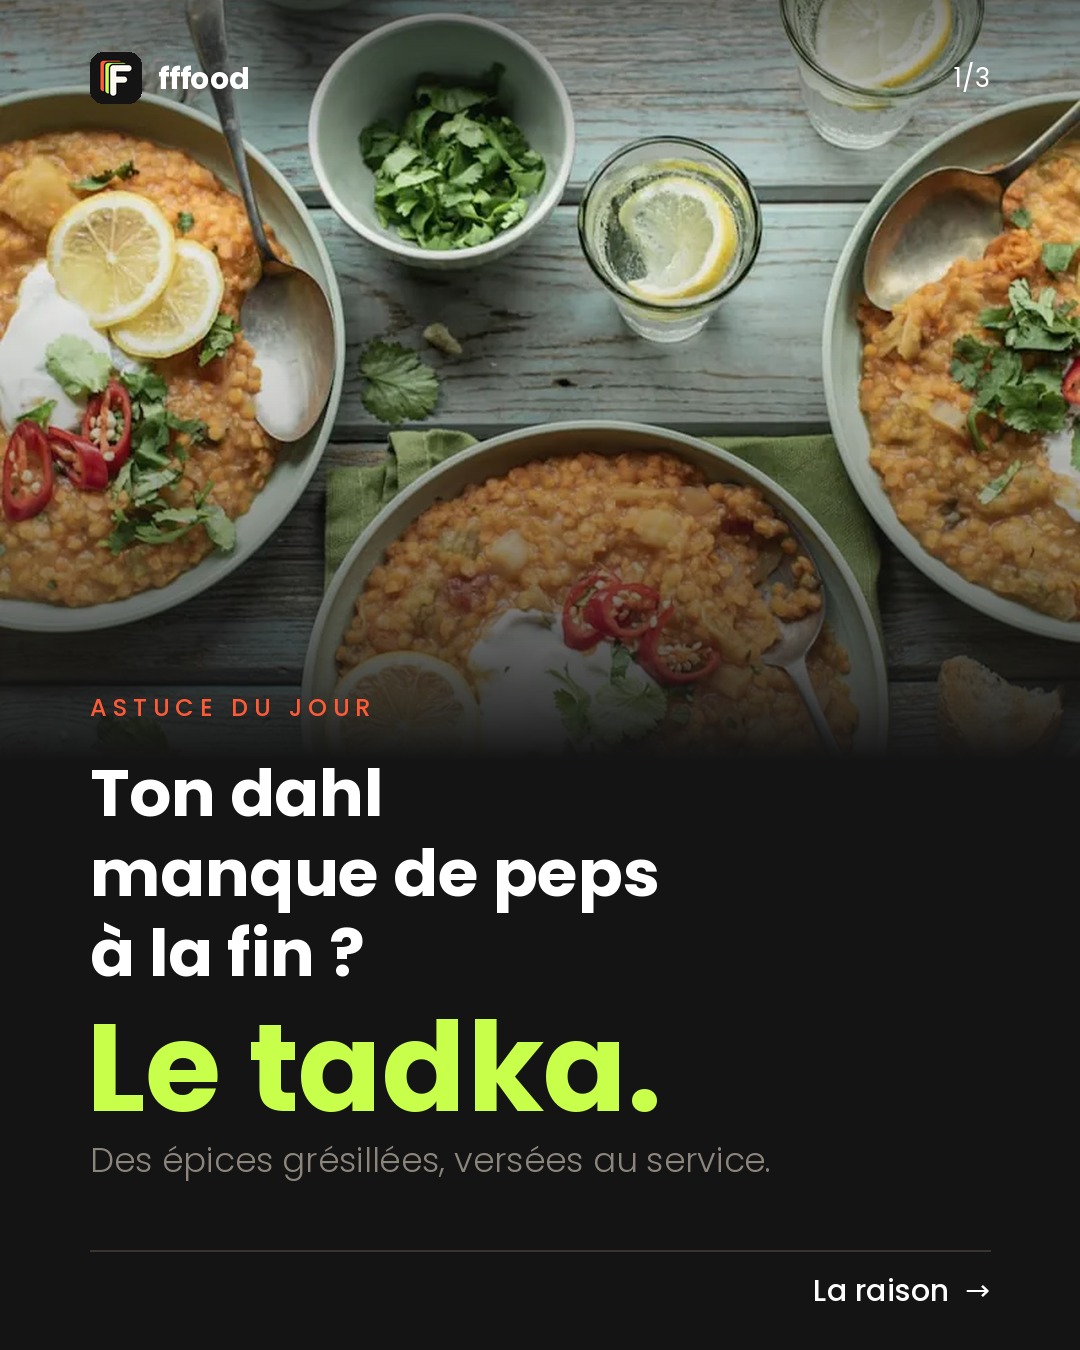 fffood
1/3
ASTUCE DU JOUR
Ton dahl
manque de peps
à la fin ?
Le tadka.
Des épices grésillées, versées au service.
La raison →